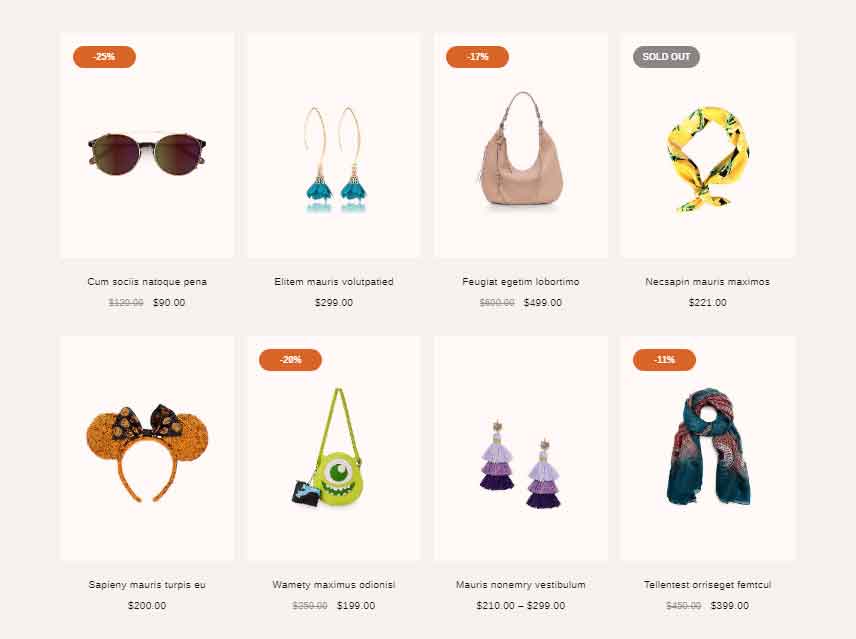 -25%
-17%
SOLD OUT
Cum sociis natoque pena
Elitem mauris volutpatied
Feugiat egetim lobortimo
Necsapin mauris maximos
$120.00 $90.00
$299.00
$600.00 $499.00
$221.00
-20%
-11%
Sapieny mauris turpis eu
Wamety maximus odionisi
Mauris nonemry vestibulum
Tellentest orriseget femtcul
$200.00
$250.00 $199.00
$210.00 – $299.00
$450.00 $399.00